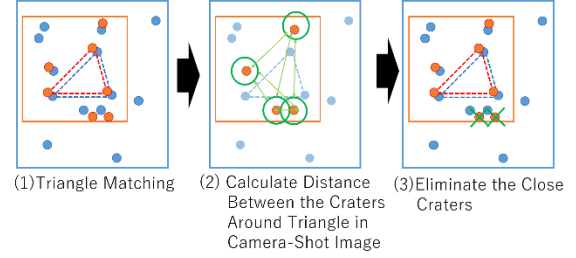 (1)Triangle Matching
(2) Calculate Distance
Between the Craters
Around Triangle in
Camera-Shot Image
(3)Eliminate the Close
Craters